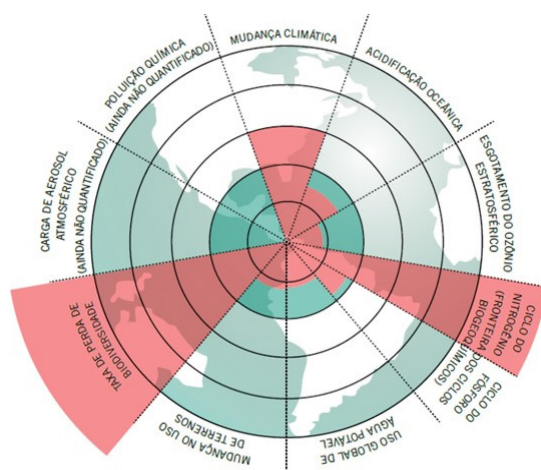 MUDANÇA CLIMÁTICA
ACIDIFICAÇÃO OCEÂNICA
ESGOTAMENTO DO OZÔNIO
ESTRATOSFÉRICO
CICLO DO
NITROGÊNIO
(FRONTEIRA
BIOGEOQUÍMICOS)
DOS CICLOS
FÓSFORO
CICLO DO
USO GLOBAL DE
ÁGUA POTÁVEL
MUDANÇA NO USO
DE TERRENOS
TAXA DE PERDA DE
BIODIVERSIDADE
CARGA DE AEROSOL
ATMOSFÉRICO
(AINDA NÃO QUANTIFICADO)
POLUIÇÃO QUÍMICA
(AINDA NÃO QUANTIFICADO)